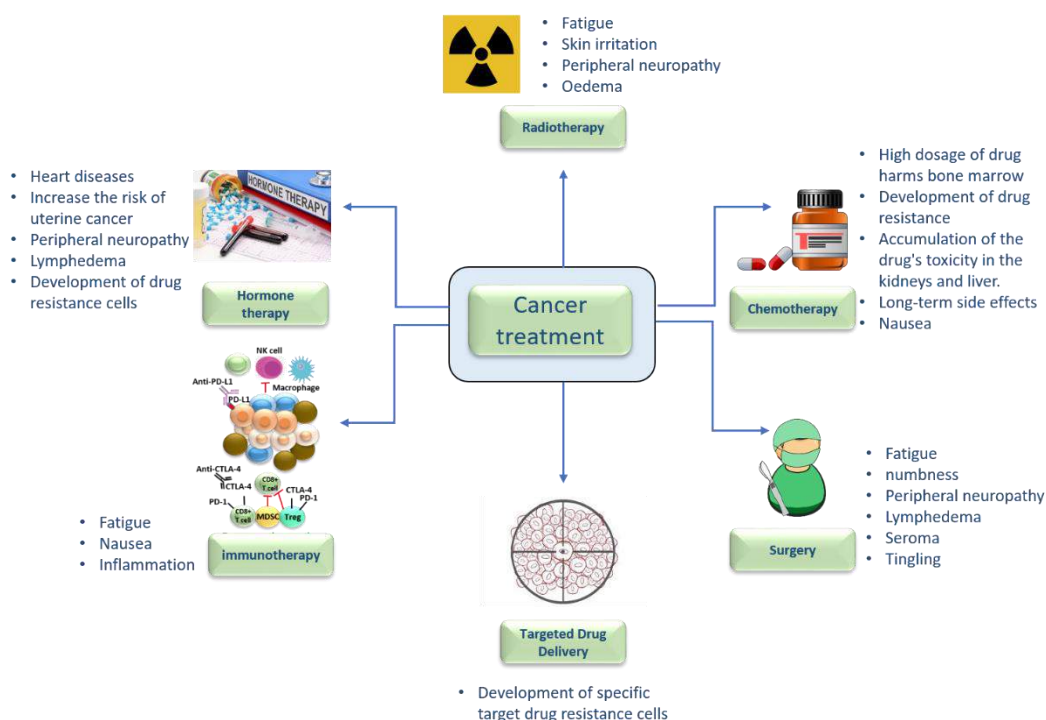 • Fatigue
• Skin irritation
• Peripheral neuropathy
• Oedema
Radiotherapy
• Heart diseases
• Increase the risk of
uterine cancer
• Peripheral neuropathy
• Lymphedema
• Development of drug
resistance cells
HORMONE THERAPY
Hormone
therapy
• High dosage of drug
harms bone marrow
• Development of drug
resistance
• Accumulation of the
drug's toxicity in the
kidneys and liver.
• Long-term side effects
• Nausea
Chemotherapy
Cancer
treatment
NK cell
Macrophage
Anti-PD-L1
PD-L1
Anti-CTLA-4
CTLA-4
PD-1
CD8+
T cell
CD8+
T cell
MDSC
Treg
CTLA-4
PD-1
• Fatigue
• Nausea
• Inflammation
immunotherapy
• Fatigue
• numbness
• Peripheral neuropathy
• Lymphedema
• Seroma
• Tingling
Surgery
Targeted Drug
Delivery
• Development of specific
target drug resistance cells